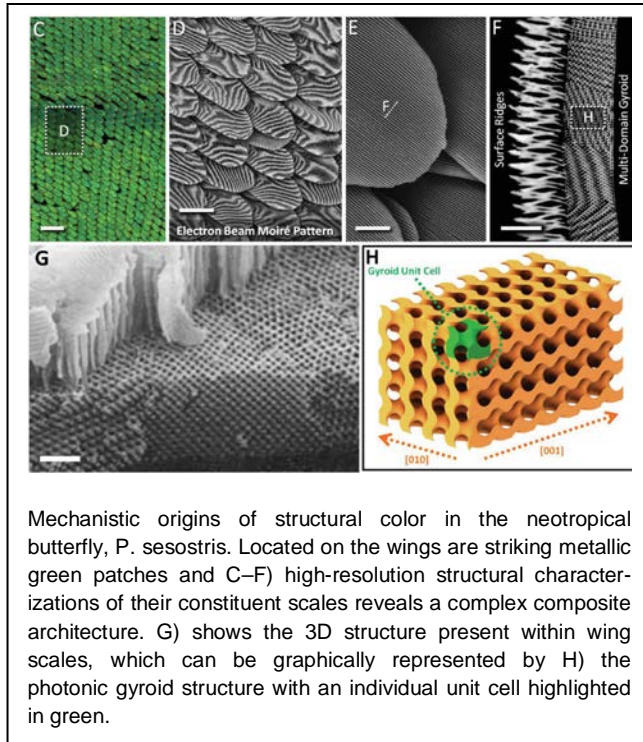 C
D
E
F
D
F
H
Surface Ridges
Multi-Domain Gyroid
Electron Beam Moiré Pattern
G
H
Gyroid Unit Cell
[010]
[001]
Mechanistic origins of structural color in the neotropical
butterfly, P. sesostris. Located on the wings are striking metallic
green patches and C–F) high-resolution structural character-
izations of their constituent scales reveals a complex composite
architecture. G) shows the 3D structure present within wing
scales, which can be graphically represented by H) the
photonic gyroid structure with an individual unit cell highlighted
in green.